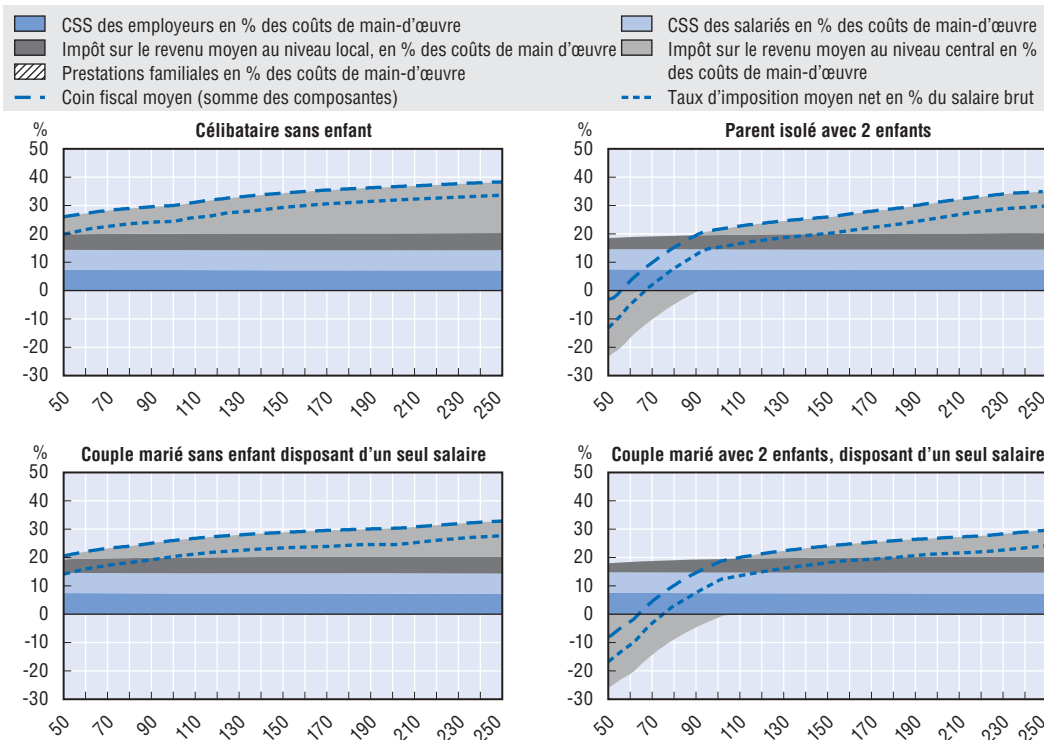 CSS des employeurs en % des coûts de main-d'œuvre
CSS des salariés en % des coûts de main-d'œuvre
Impôt sur le revenu moyen au niveau local, en % des coûts de main d'œuvre
Impôt sur le revenu moyen au niveau central en %
des coûts de main-d'œuvre
Prestations familiales en % des coûts de main-d'œuvre
Coin fiscal moyen (somme des composantes)
Taux d'imposition moyen net en % du salaire brut
% Célibataire sans enfant
50
40
30
20
10
0
-10
-20
-30
50 70 90 110 130 150 170 190 210 230 250
% Parent isolé avec 2 enfants
50
40
30
20
10
0
-10
-20
-30
50 70 90 110 130 150 170 190 210 230 250
% Couple marié sans enfant disposant d'un seul salaire
50
40
30
20
10
0
-10
-20
-30
50 70 90 110 130 150 170 190 210 230 250
% Couple marié avec 2 enfants, disposant d'un seul salaire
50
40
30
20
10
0
-10
-20
-30
50 70 90 110 130 150 170 190 210 230 250